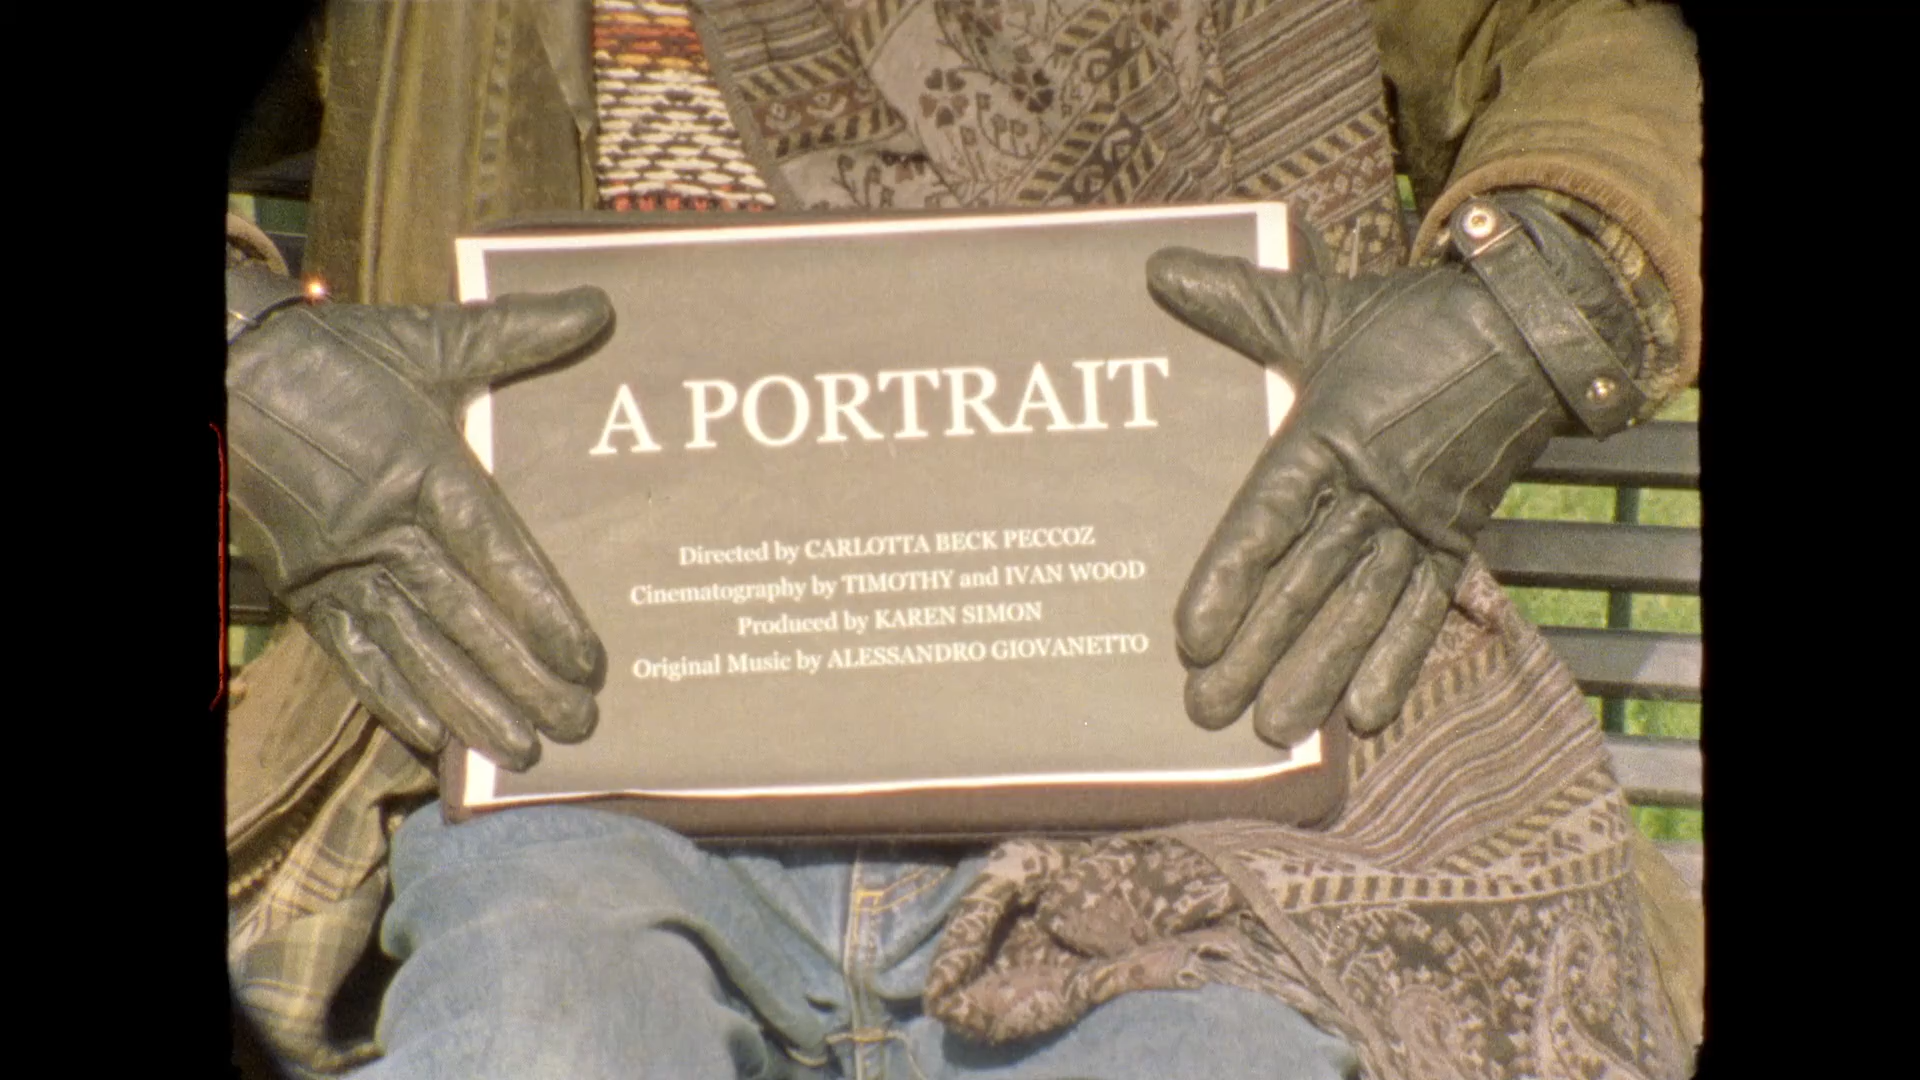 A PORTRAIT
Directed by CARLOTTA BECK PECCOZ
Cinematography by TIMOTHY and IVAN WOOD
Produced by KAREN SIMON
Original Music by ALESSANDRO GIOVANETTO